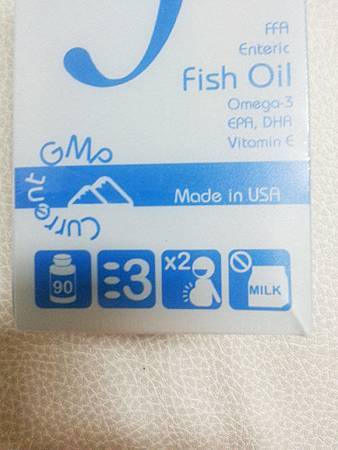 FFA
Enteric
Fish Oil
Omega-3
EPA, DHA
Vitamin E
Current GMP
Made in USA
90
3
x2
MILK